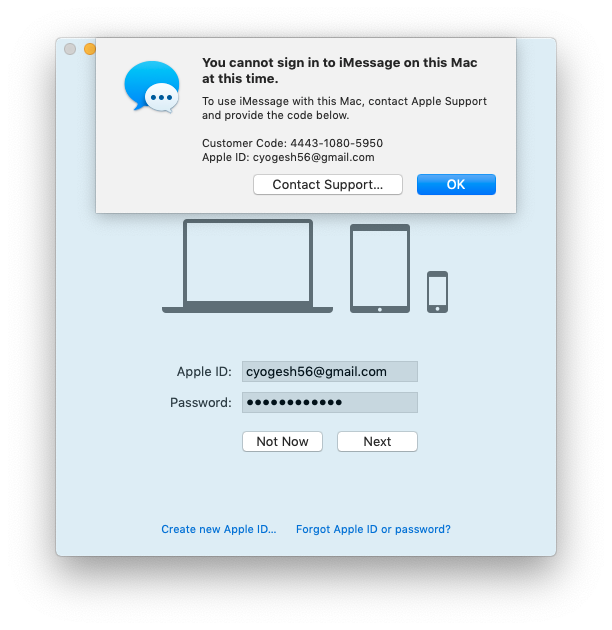 You cannot sign in to iMessage on this Mac
at this time.
To use iMessage with this Mac, contact Apple Support
and provide the code below.
Customer Code: 4443-1080-5950
Apple ID: cyogesh56@gmail.com
Contact Support...
OK
Apple ID: cyogesh56@gmail.com
Password: ●●●●●●●●●●●●
Not Now
Next
Create new Apple ID...
Forgot Apple ID or password?